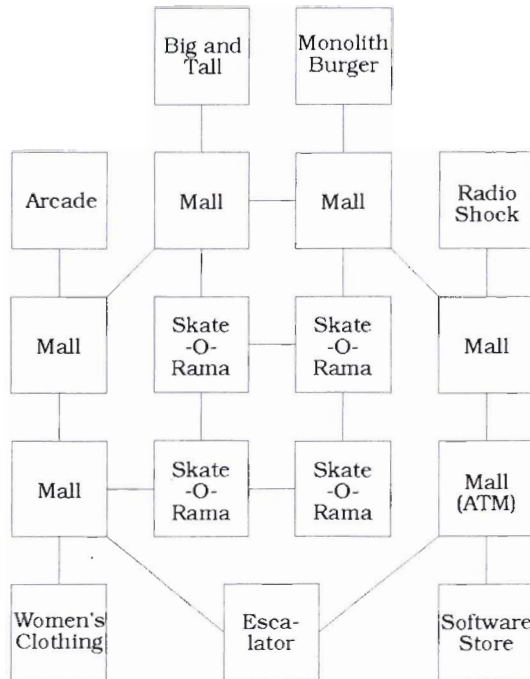 Big and
Tall
Monolith
Burger
Arcade
Mall
Mall
Radio
Shock
Mall
Skate
-O-
Rama
Skate
-O-
Rama
Mall
Mall
Skate
-O-
Rama
Skate
-O-
Rama
Mall
(ATM)
Women's
Clothing
Esca-
lator
Software
Store